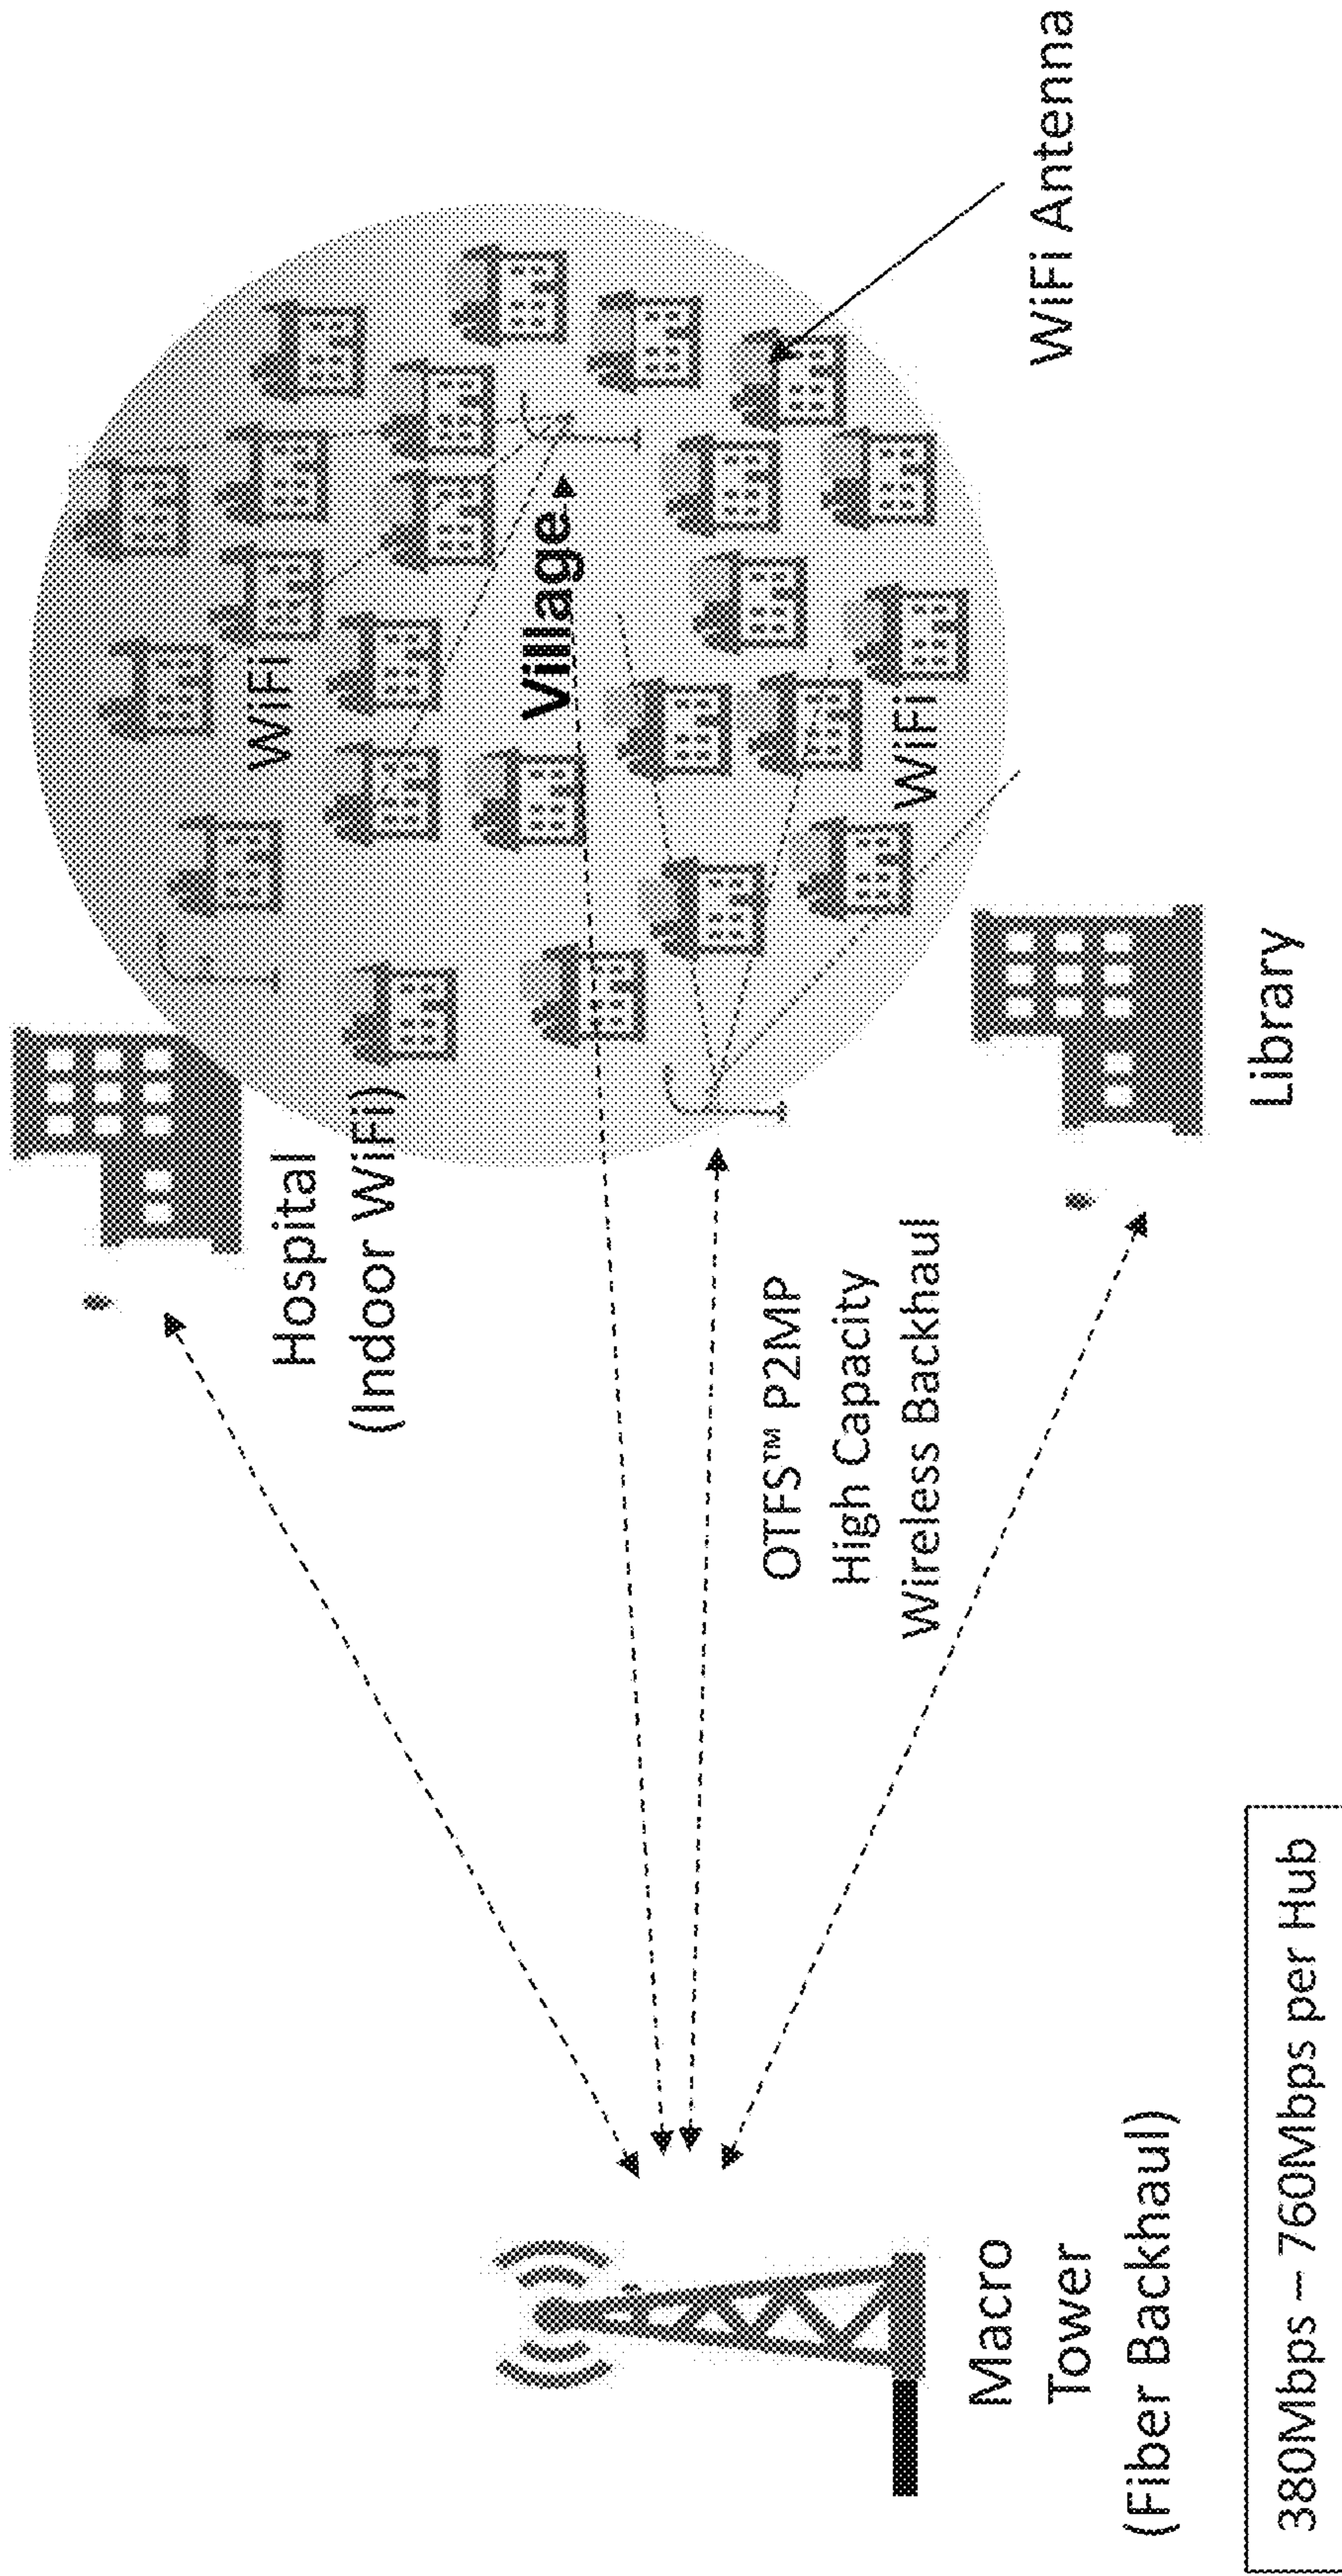 Hospital
(Indoor WiFi)
WiFi
Village
WiFi
WiFi Antenna
OTFS™ P2MP
High Capacity
Wireless Backhaul
Library
Macro
Tower
(Fiber Backhaul)
380Mbps – 760Mbps per Hub